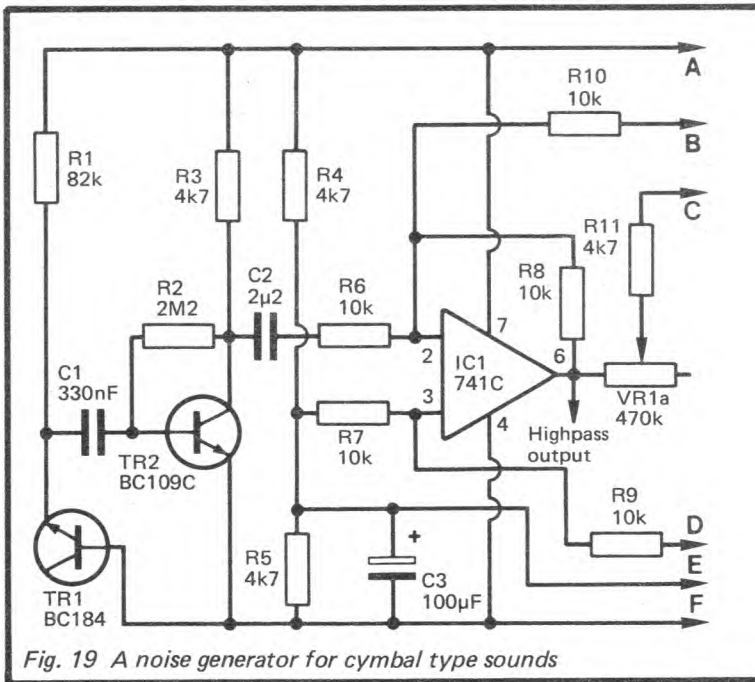 A
R10
10k
B
R1
82k
R3
4k7
R4
4k7
C
R11
4k7
R2
2M2
C2
2μ2
R6
10k
R8
10k
C1
330nF
7
2
IC1
741C
6
3
4
VR1a
470k
R7
10k
Highpass
output
TR2
BC109C
R9
10k
D
E
R5
4k7
+
C3
100μF
F
TR1
BC184
Fig. 19 A noise generator for cymbal type sounds